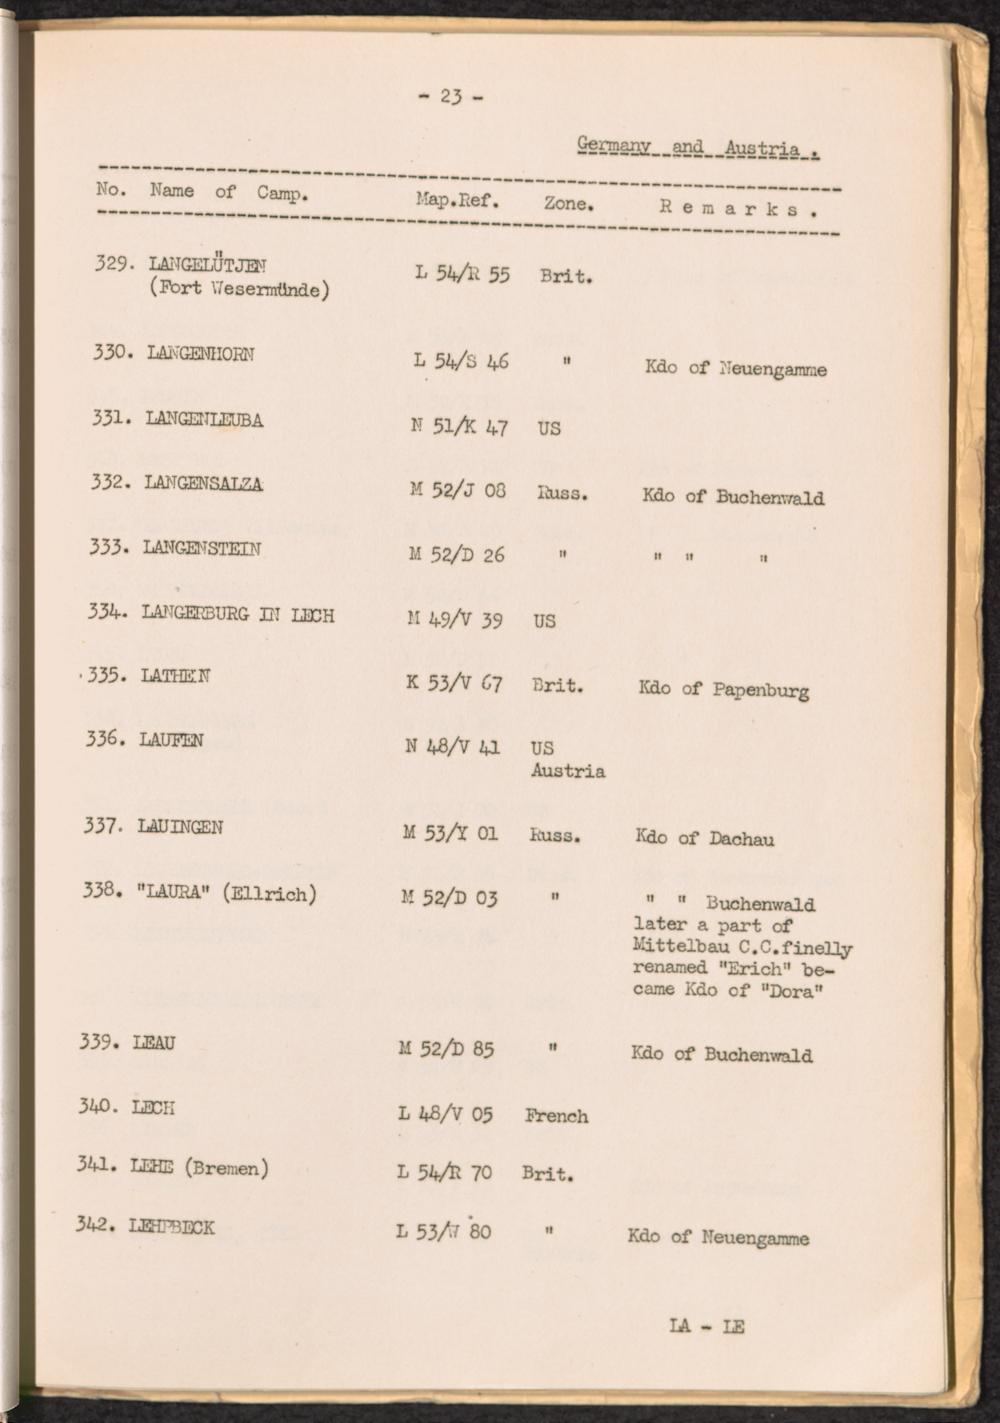 - 23 -
Germany and Austria.
No. Name of Camp. Map.Ref. Zone. Remarks.
329. LANGELÜTJEN L 54/R 55 Brit.
(Fort Wesermünde)
330. LANGENHORN L 54/S 46 " Kdo of Neuengamme
331. LANGENLEUBA N 51/K 47 US
332. LANGENSALZA M 52/J 08 Russ. Kdo of Buchenwald
333. LANGENSTEIN M 52/D 26 " " " "
334. LANGERBURG IN LECH M 49/V 39 US
335. LATHEN K 53/V 67 Brit. Kdo of Papenburg
336. LAUFEN N 48/V 41 US
Austria
337. LAUINGEN M 53/Y 01 Russ. Kdo of Dachau
338. "LAURA" (Ellrich) M 52/D 03 " " " Buchenwald
later a part of
Mittelbau C.C.finelly
renamed "Erich" be-
came Kdo of "Dora"
339. LEAU M 52/D 85 " Kdo of Buchenwald
340. LECH L 48/V 05 French
341. LEHE (Bremen) L 54/R 70 Brit.
342. LEHPBECK L 53/W 80 " Kdo of Neuengamme
LA - LE